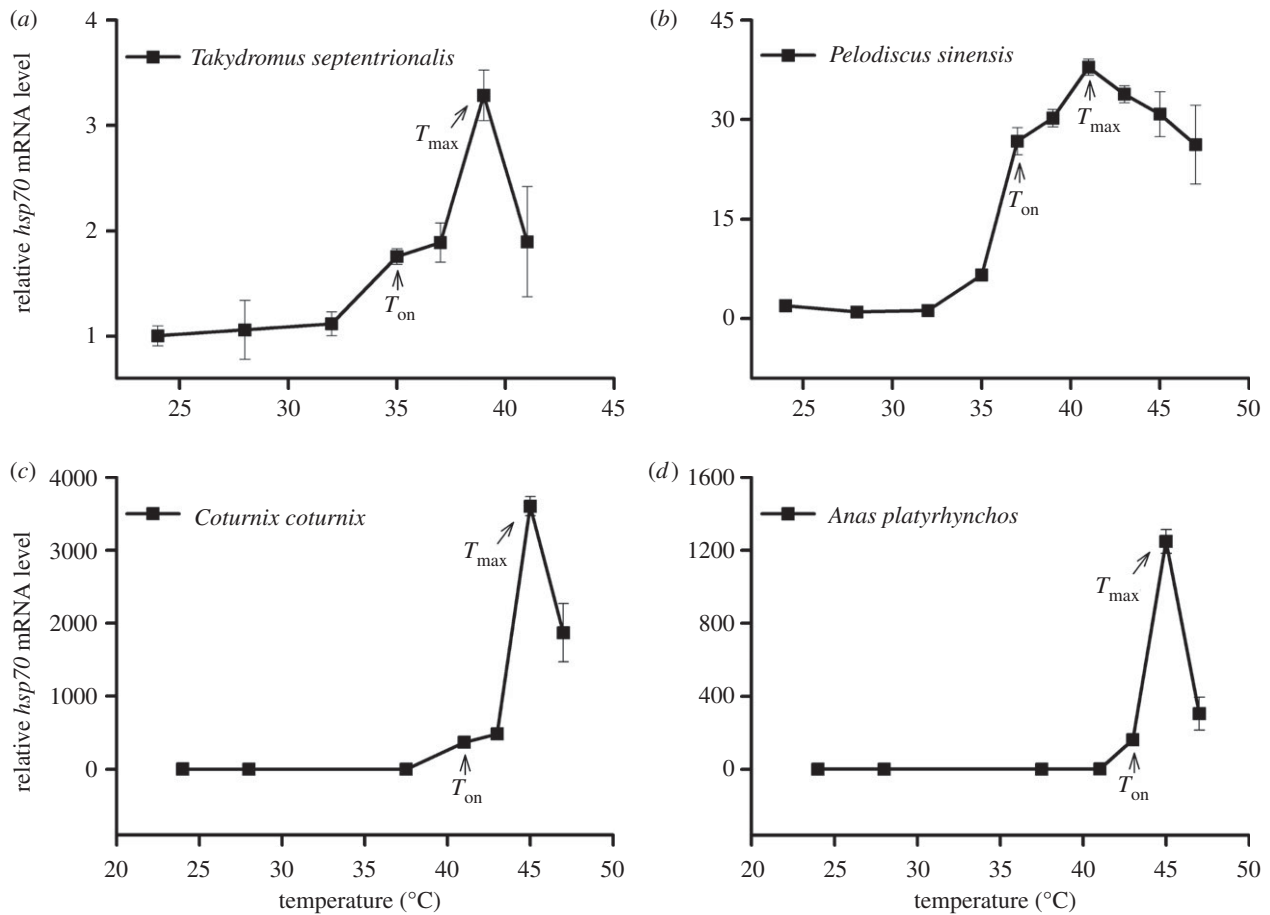 (a)
4
3
2
1
relative hsp70 mRNA level
Takydromus septentrionalis
Tmax
Ton
25 30 35 40 45
(b)
45
30
15
0
Pelodiscus sinensis
Tmax
Ton
25 30 35 40 45 50
(c)
4000
3000
2000
1000
0
relative hsp70 mRNA level
Coturnix coturnix
Tmax
Ton
20 25 30 35 40 45 50
temperature (°C)
(d)
1600
1200
800
400
0
Anas platyrhynchos
Tmax
Ton
20 25 30 35 40 45 50
temperature (°C)